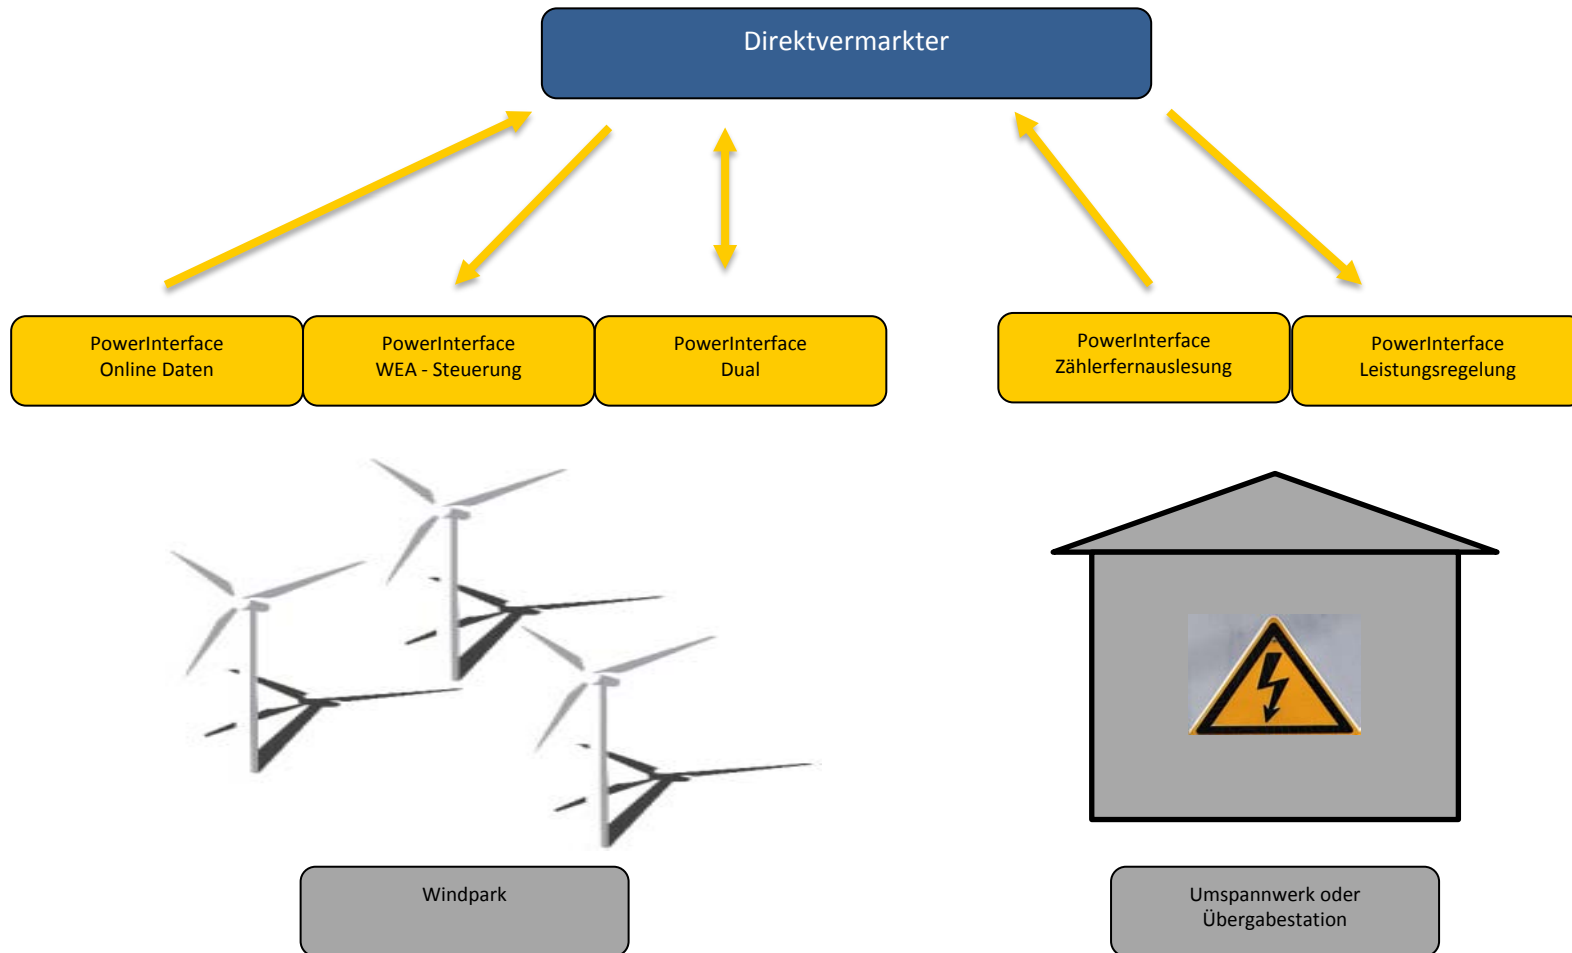 Direktvermarkter
PowerInterface
Online Daten
PowerInterface
WEA - Steuerung
PowerInterface
Dual
PowerInterface
Zählerfernauslesung
PowerInterface
Leistungsregelung
Windpark
Umspannwerk oder
Übergabestation